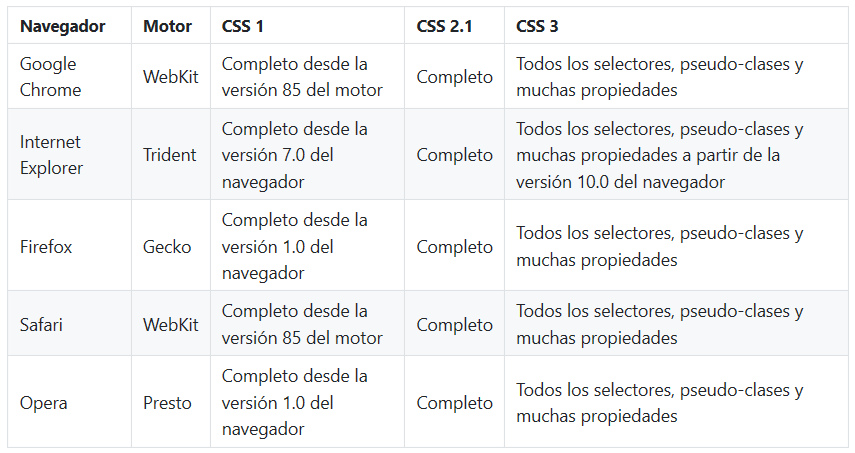 Navegador Motor CSS 1 CSS 2.1 CSS 3
Google Chrome WebKit Completo desde la versión 85 del motor Completo Todos los selectores, pseudo-clases y muchas propiedades
Internet Explorer Trident Completo desde la versión 7.0 del navegador Completo Todos los selectores, pseudo-clases y muchas propiedades a partir de la versión 10.0 del navegador
Firefox Gecko Completo desde la versión 1.0 del navegador Completo Todos los selectores, pseudo-clases y muchas propiedades
Safari WebKit Completo desde la versión 85 del motor Completo Todos los selectores, pseudo-clases y muchas propiedades
Opera Presto Completo desde la versión 1.0 del navegador Completo Todos los selectores, pseudo-clases y muchas propiedades